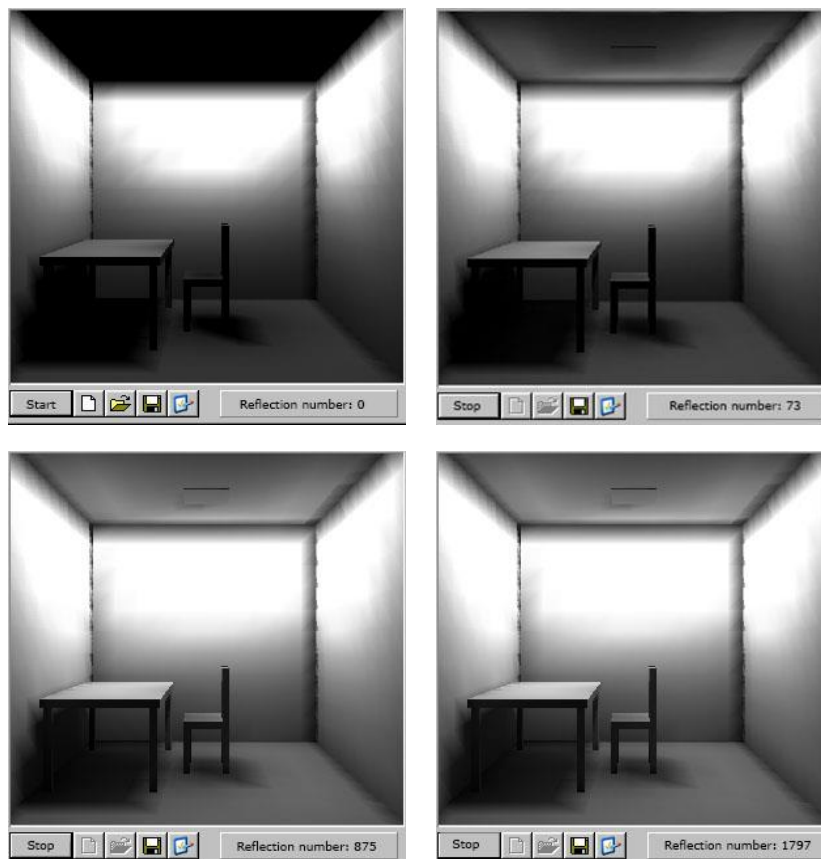 Start
Reflection number: 0
Stop
Reflection number: 73
Stop
Reflection number: 875
Stop
Reflection number: 1797